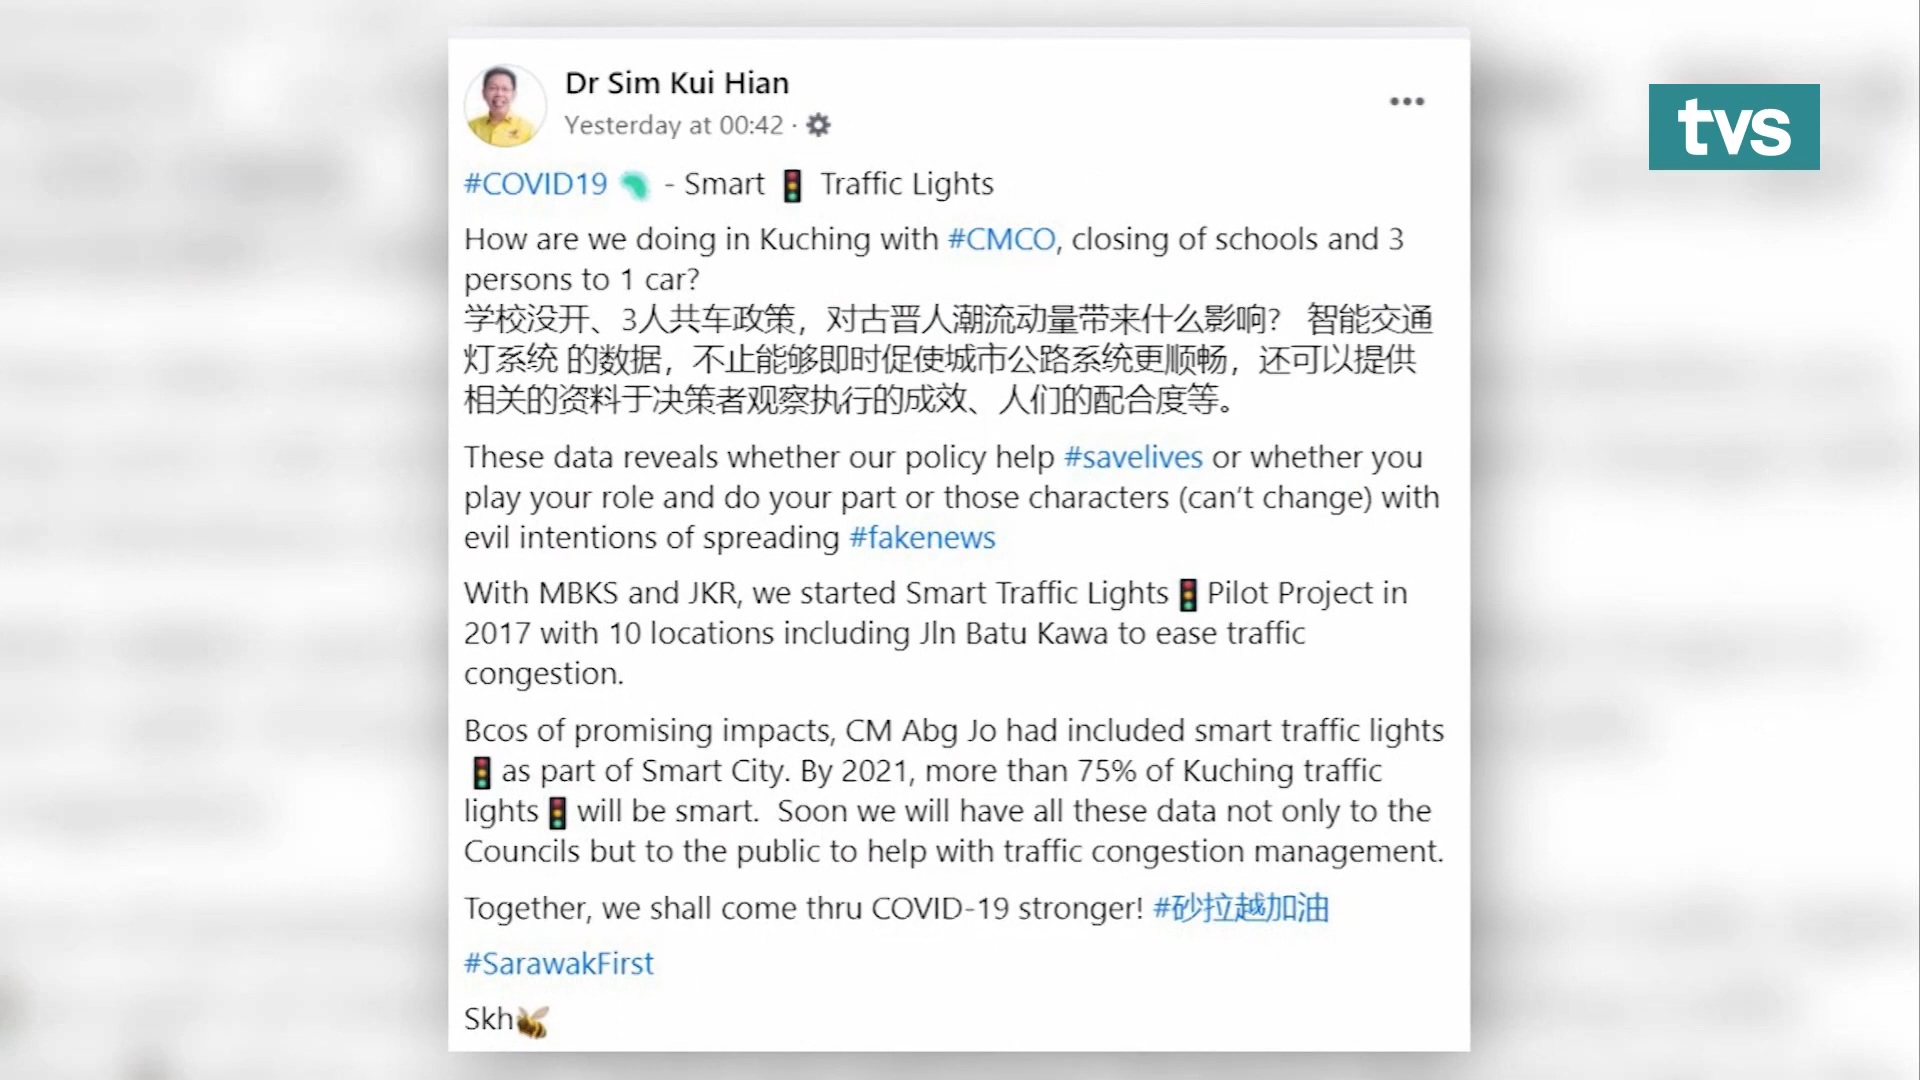 Dr Sim Kui Hian
Yesterday at 00:42 ·
tvs
#COVID19 - Smart 🚦 Traffic Lights
How are we doing in Kuching with #CMCO, closing of schools and 3
persons to 1 car?
学校没开、3人共车政策，对古晋人潮流动量带来什么影响？ 智能交通
灯系统 的数据，不止能够即时促使城市公路系统更顺畅，还可以提供
相关的资料于决策者观察执行的成效、人们的配合度等。
These data reveals whether our policy help #savelives or whether you
play your role and do your part or those characters (can't change) with
evil intentions of spreading #fakenews
With MBKS and JKR, we started Smart Traffic Lights🚦Pilot Project in
2017 with 10 locations including Jln Batu Kawa to ease traffic
congestion.
Bcos of promising impacts, CM Abg Jo had included smart traffic lights
🚦as part of Smart City. By 2021, more than 75% of Kuching traffic
lights🚦will be smart.  Soon we will have all these data not only to the
Councils but to the public to help with traffic congestion management.
Together, we shall come thru COVID-19 stronger! #砂拉越加油
#SarawakFirst
Skh🐝